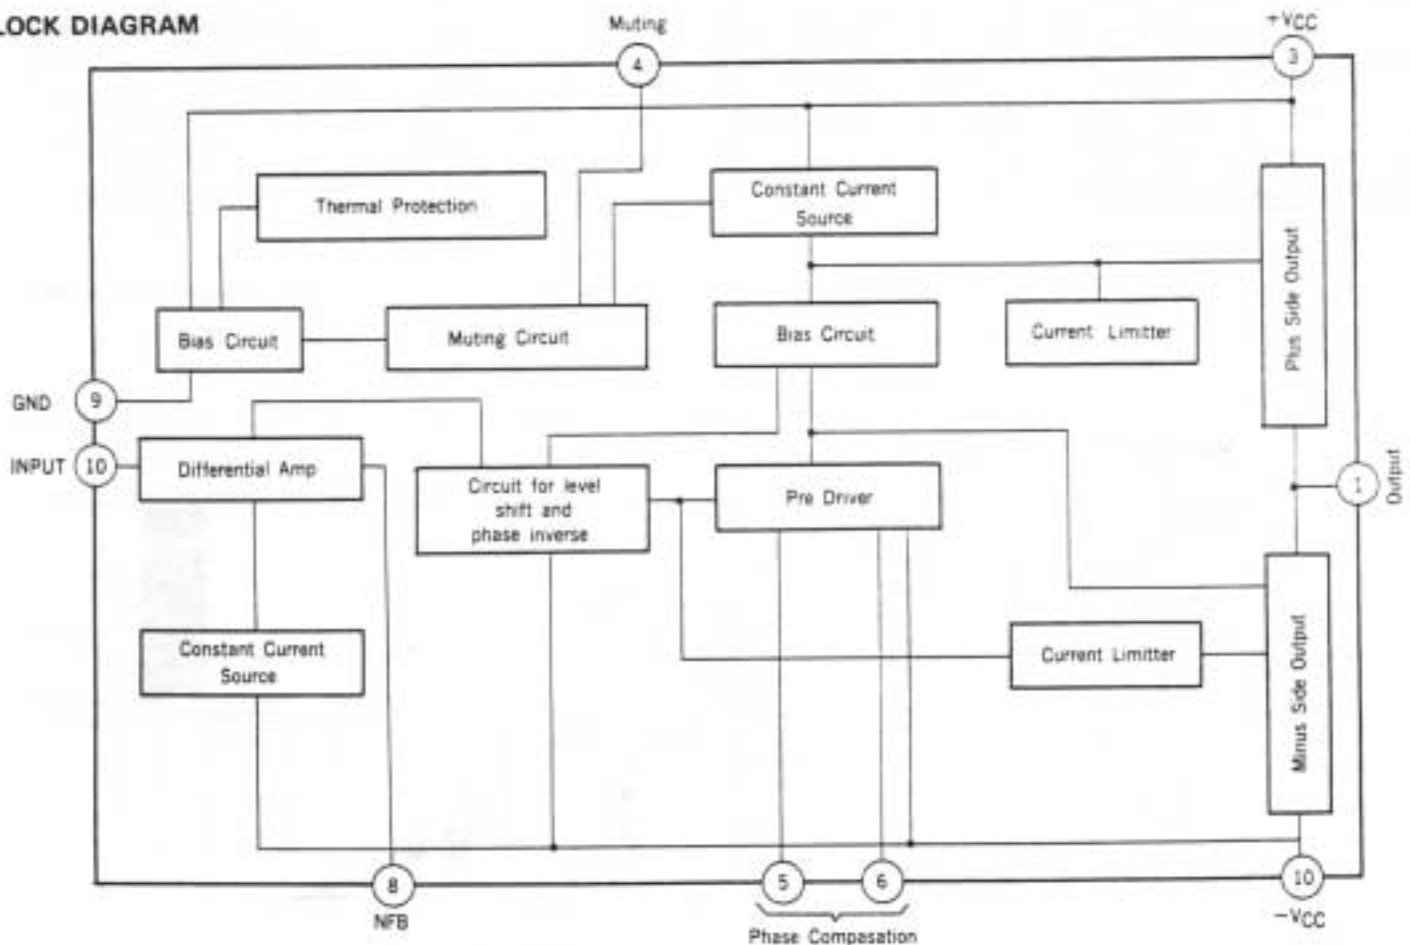 LOCK DIAGRAM
Muting
+VCC
4
3
Thermal Protection
Constant Current
Source
Plus Side Output
Bias Circuit
Muting Circuit
Bias Circuit
Current Limitter
GND
9
INPUT
10
Differential Amp
Circuit for level
shift and
phase inverse
Pre Driver
1
Output
Constant Current
Source
Current Limitter
Minus Side Output
8
5
6
10
NFB
−VCC
Phase Compasation